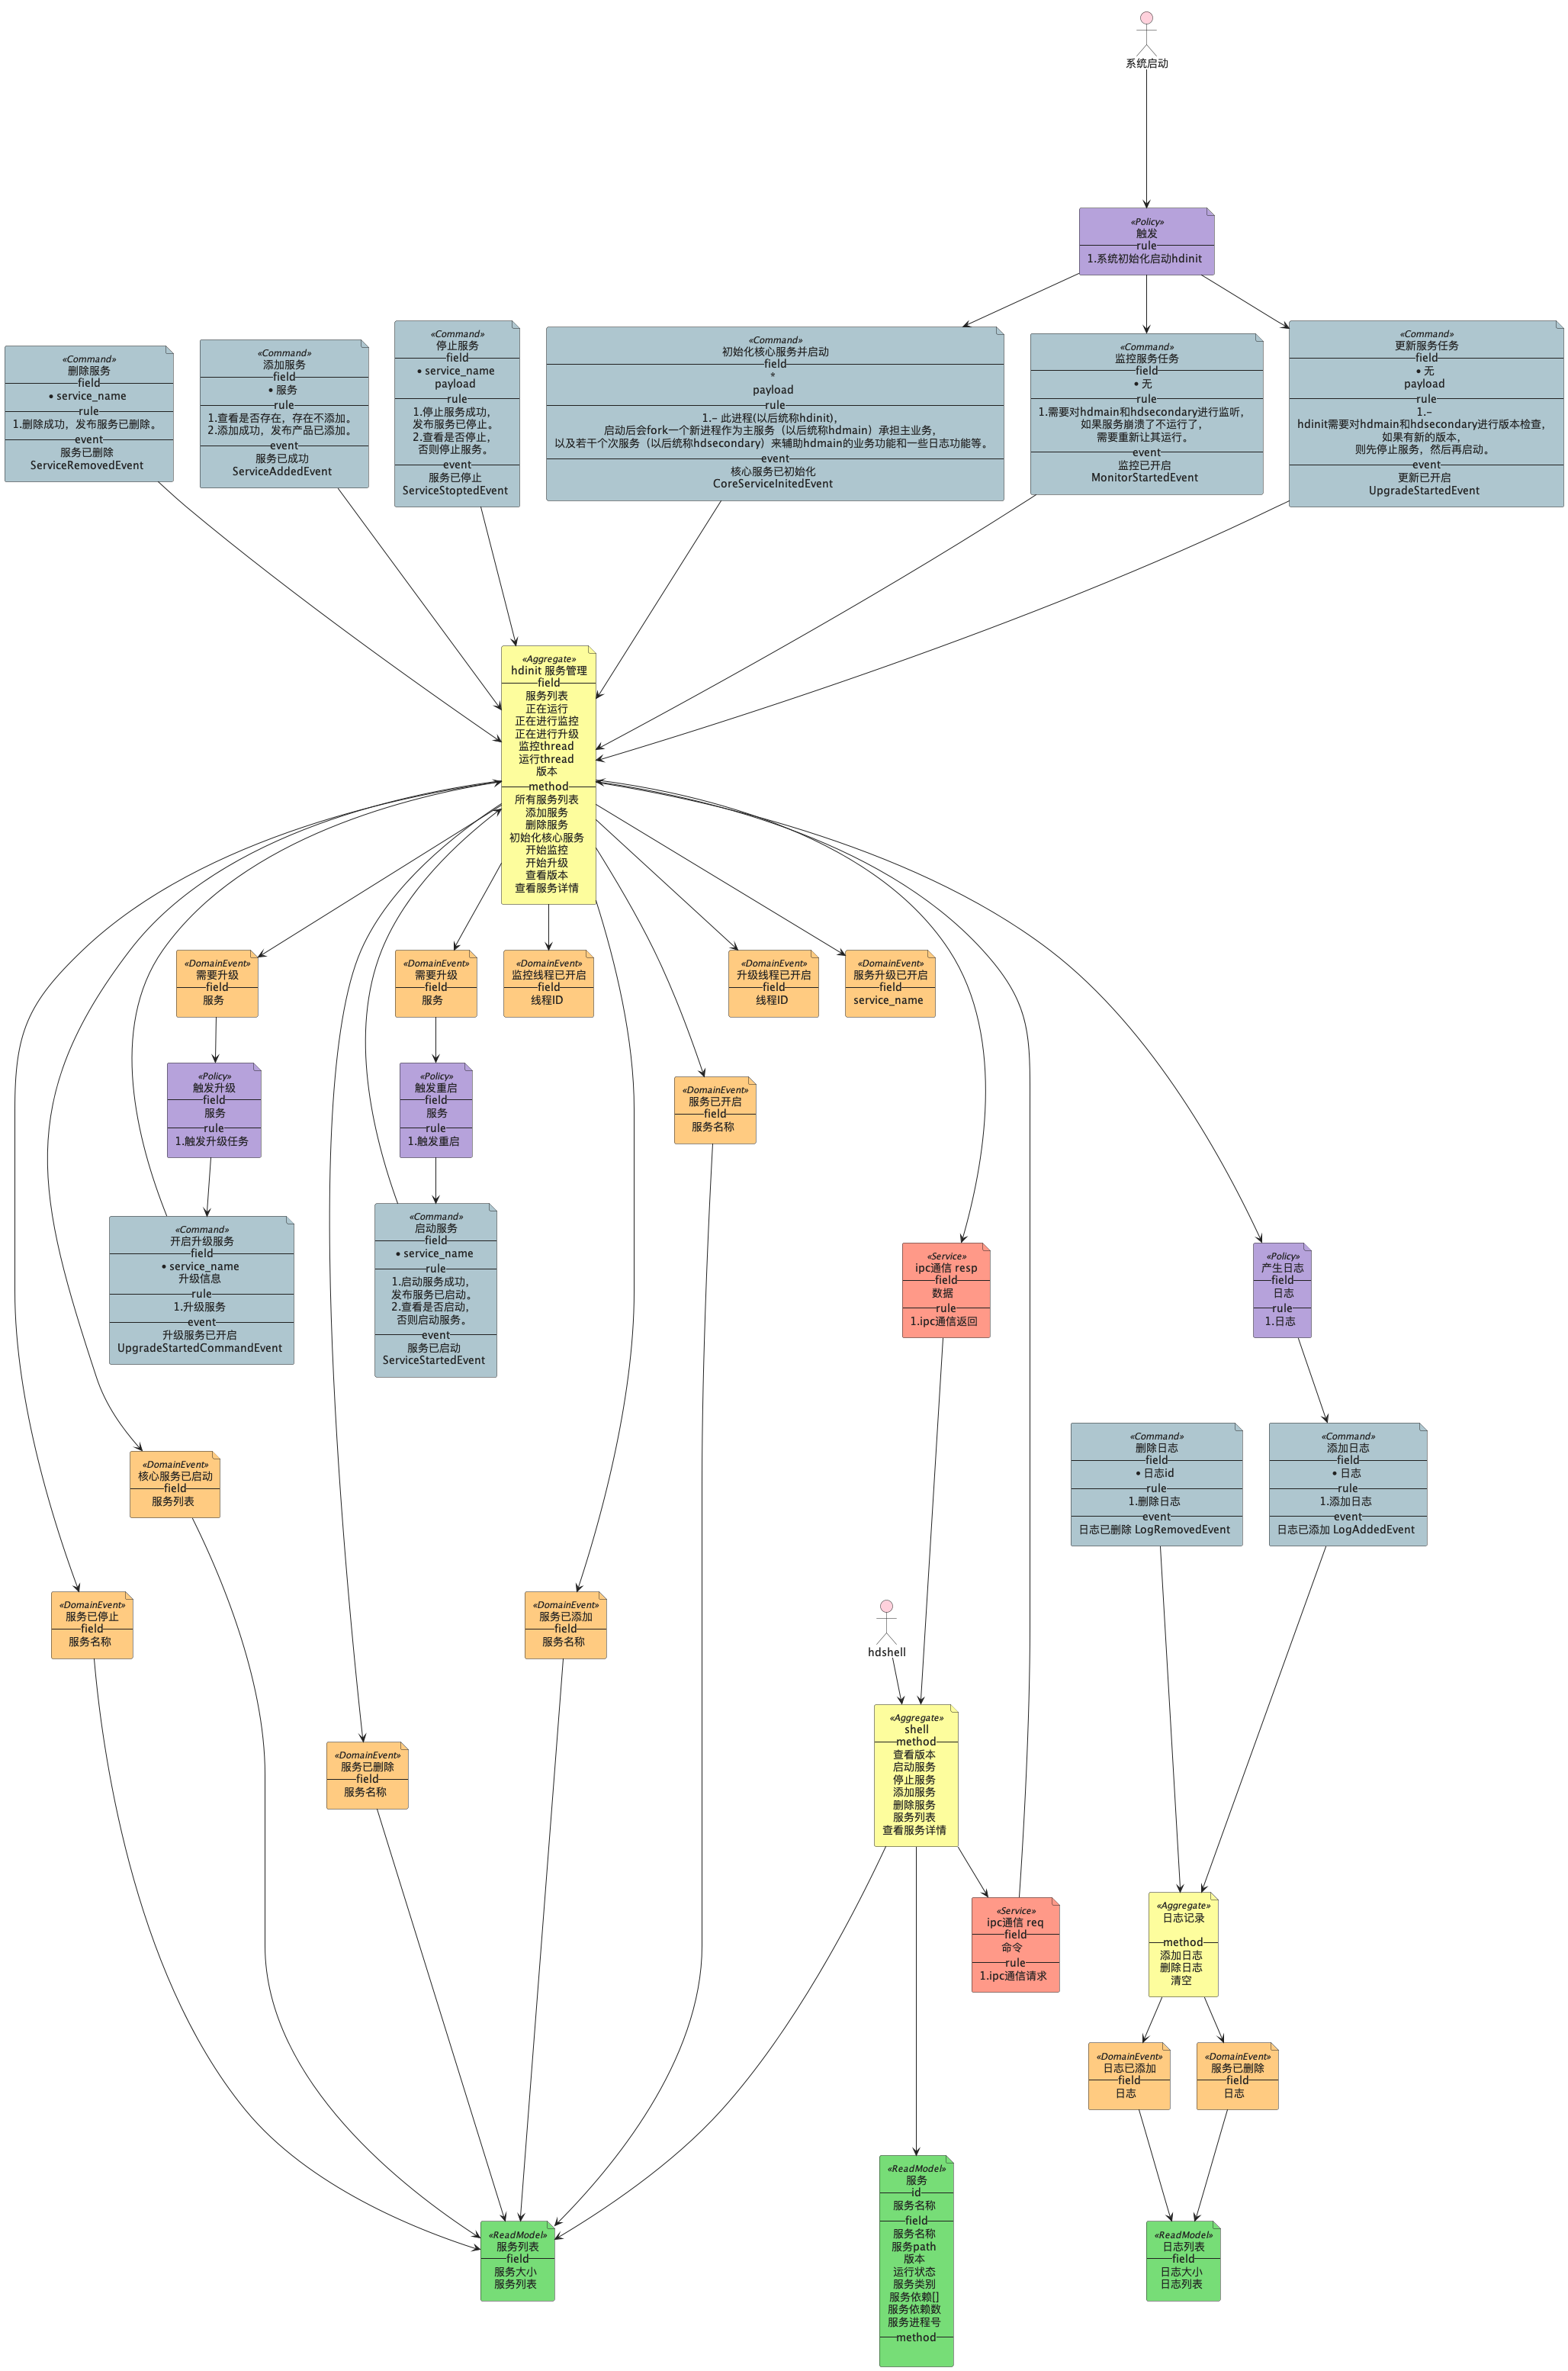 系统启动
«Policy»
触发
rule
1.系统初始化启动hdinit
«Command»
删除服务
field
• service_name
rule
1.删除成功，发布服务已删除。
event
服务已删除
ServiceRemovedEvent
«Command»
添加服务
field
• 服务
rule
1.查看是否存在，存在不添加。
2.添加成功，发布产品已添加。
event
服务已成功
ServiceAddedEvent
«Command»
停止服务
field
• service_name
payload
rule
1.停止服务成功，
发布服务已停止。
2.查看是否停止，
否则停止服务。
event
服务已停止
ServiceStoptedEvent
«Command»
初始化核心服务并启动
field
*
payload
rule
1.- 此进程(以后统称hdinit)，
启动后会fork一个新进程作为主服务（以后统称hdmain）承担主业务，
以及若干个次服务（以后统称hdsecondary）来辅助hdmain的业务功能和一些日志功能等。
event
核心服务已初始化
CoreServiceInitedEvent
«Command»
监控服务任务
field
• 无
rule
1.需要对hdmain和hdsecondary进行监听，
如果服务崩溃了不运行了，
需要重新让其运行。
event
监控已开启
MonitorStartedEvent
«Command»
更新服务任务
field
• 无
payload
rule
1.-
hdinit需要对hdmain和hdsecondary进行版本检查，
如果有新的版本，
则先停止服务，然后再启动。
event
更新已开启
UpgradeStartedEvent
«Aggregate»
hdinit 服务管理
field
服务列表
正在运行
正在进行监控
正在进行升级
监控thread
运行thread
版本
method
所有服务列表
添加服务
删除服务
初始化核心服务
开始监控
开始升级
查看版本
查看服务详情
«DomainEvent»
需要升级
field
服务
«DomainEvent»
需要升级
field
服务
«DomainEvent»
监控线程已开启
field
线程ID
«DomainEvent»
升级线程已开启
field
线程ID
«DomainEvent»
服务升级已开启
field
service_name
«Policy»
触发升级
field
服务
rule
1.触发升级任务
«Policy»
触发重启
field
服务
rule
1.触发重启
«DomainEvent»
服务已开启
field
服务名称
«Command»
开启升级服务
field
• service_name
升级信息
rule
1.升级服务
event
升级服务已开启
UpgradeStartedCommandEvent
«Command»
启动服务
field
• service_name
rule
1.启动服务成功，
发布服务已启动。
2.查看是否启动，
否则启动服务。
event
服务已启动
ServiceStartedEvent
«Service»
ipc通信 resp
field
数据
rule
1.ipc通信返回
«Policy»
产生日志
field
日志
rule
1.日志
«Command»
删除日志
field
• 日志id
rule
1.删除日志
event
日志已删除 LogRemovedEvent
«Command»
添加日志
field
• 日志
rule
1.添加日志
event
日志已添加 LogAddedEvent
«DomainEvent»
核心服务已启动
field
服务列表
«DomainEvent»
服务已停止
field
服务名称
«DomainEvent»
服务已添加
field
服务名称
hdshell
«DomainEvent»
服务已删除
field
服务名称
«Aggregate»
shell
method
查看版本
启动服务
停止服务
添加服务
删除服务
服务列表
查看服务详情
«Service»
ipc通信 req
field
命令
rule
1.ipc通信请求
«Aggregate»
日志记录
method
添加日志
删除日志
清空
«DomainEvent»
日志已添加
field
日志
«DomainEvent»
服务已删除
field
日志
«ReadModel»
服务列表
field
服务大小
服务列表
«ReadModel»
服务
id
服务名称
field
服务名称
服务path
版本
运行状态
服务类别
服务依赖[]
服务依赖数
服务进程号
method
«ReadModel»
日志列表
field
日志大小
日志列表